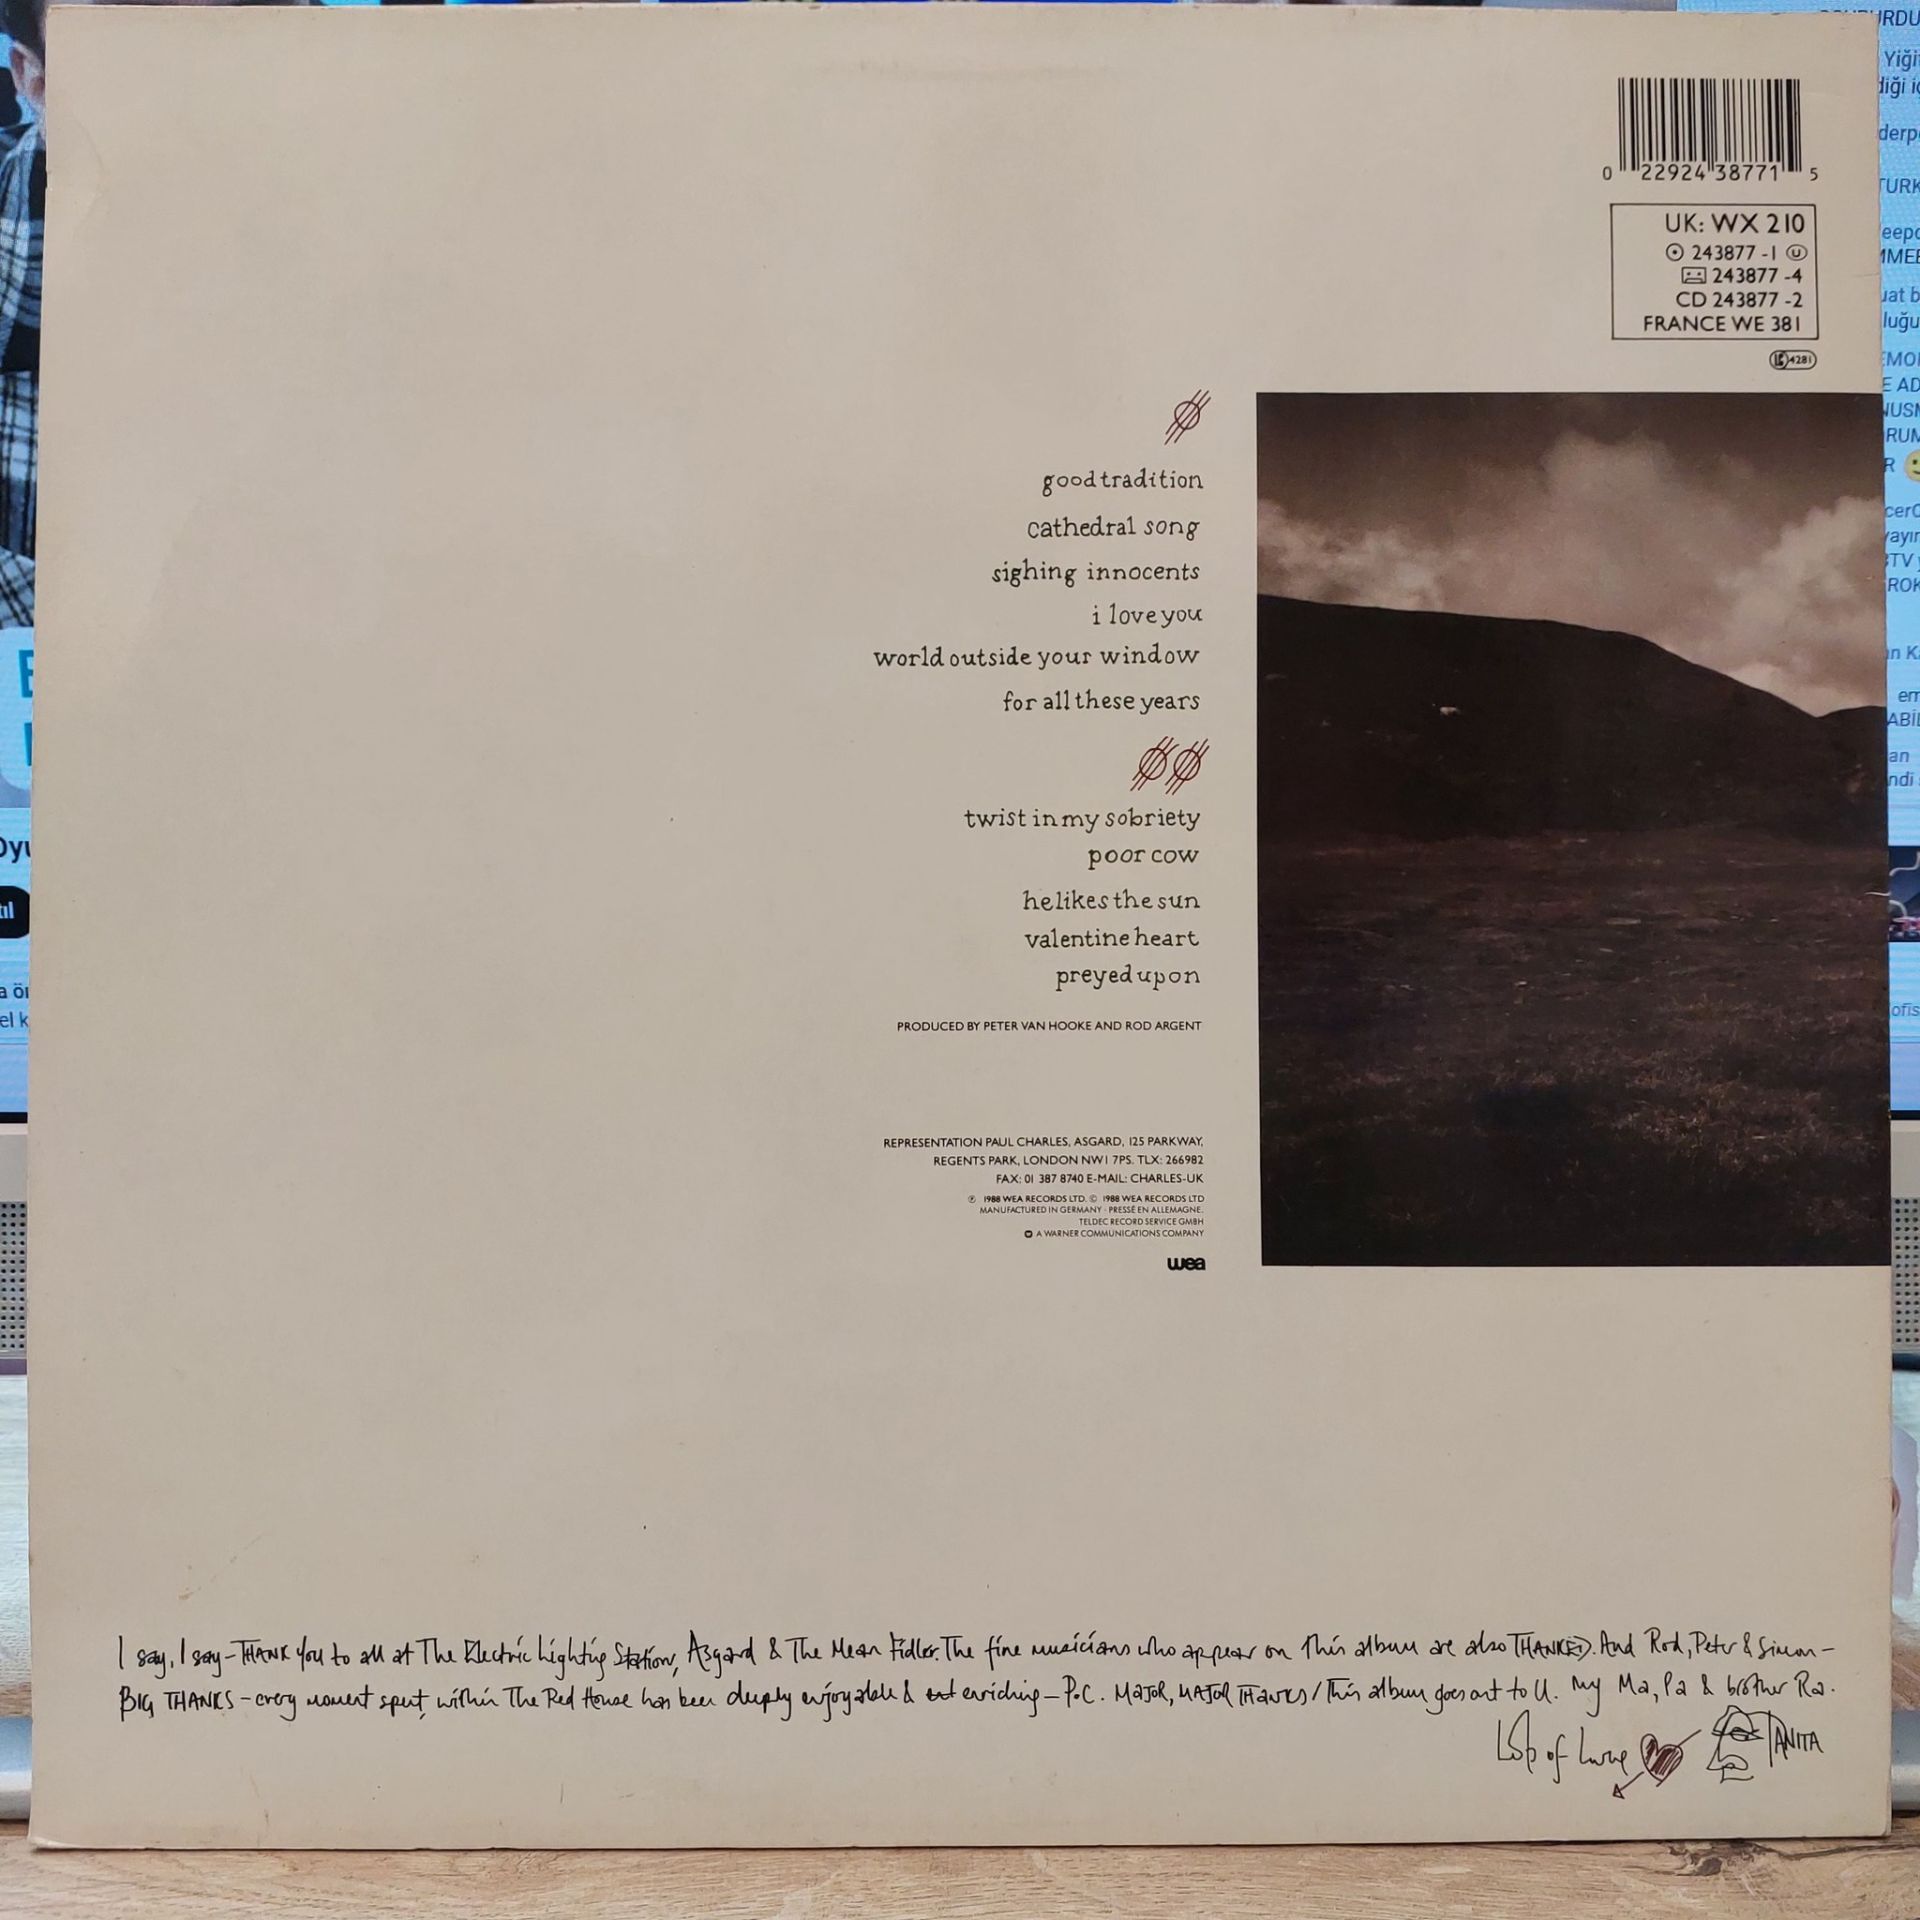 0 22924 38771 5
UK: WX 210
243877 -1 U
243877 -4
CD 243877 -2
FRANCE WE 381
LC 4281
good tradition
cathedral song
sighing innocents
i love you
world outside your window
for all these years
twist in my sobriety
poor cow
he likes the sun
valentine heart
preyed upon
PRODUCED BY PETER VAN HOOKE AND ROD ARGENT
REPRESENTATION PAUL CHARLES, ASGARD, 125 PARKWAY,
REGENTS PARK, LONDON NW1 7PS. TLX: 266982
FAX: 01 387 8740 E-MAIL: CHARLES-UK
℗ 1988 WEA RECORDS LTD. © 1988 WEA RECORDS LTD
MANUFACTURED IN GERMANY · PRESSÉ EN ALLEMAGNE.
TELDEC RECORD SERVICE GMBH
A WARNER COMMUNICATIONS COMPANY
wea
I say, I say - THANK You to all at The Electric Lighting Station, Asgard & The Mean Fidler. The fine musicians who appear on this album are also THANKED. And Rod, Peter & Simon -
BIG THANKS - every moment spent within The Red House has been deeply enjoyable & enriching - P.C. MAJOR, MAJOR THANKS / This album goes out to U. My Ma, Pa & brother Ra.
Lots of Love TANITA